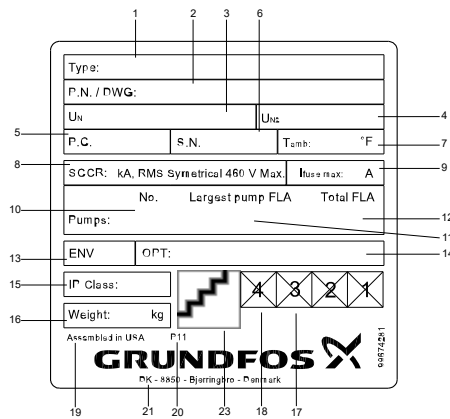 1 2 3 6
Type:
P.N. / DWG:
UN UN2 4
5 P.C. S.N. Tamb: °F 7
8 SCCR: kA, RMS Symetrical 460 V Max. Ifuse max: A 9
No. Largest pump FLA Total FLA
10 12
Pumps: 11
13 ENV OPT: 14
15 IP Class: 4 3 2 1
16 Weight: kg
Assembled in USA P11
GRUNDFOS
DK - 8850 - Bjerringbro - Denmark
99674281
19 21 20 23 18 17